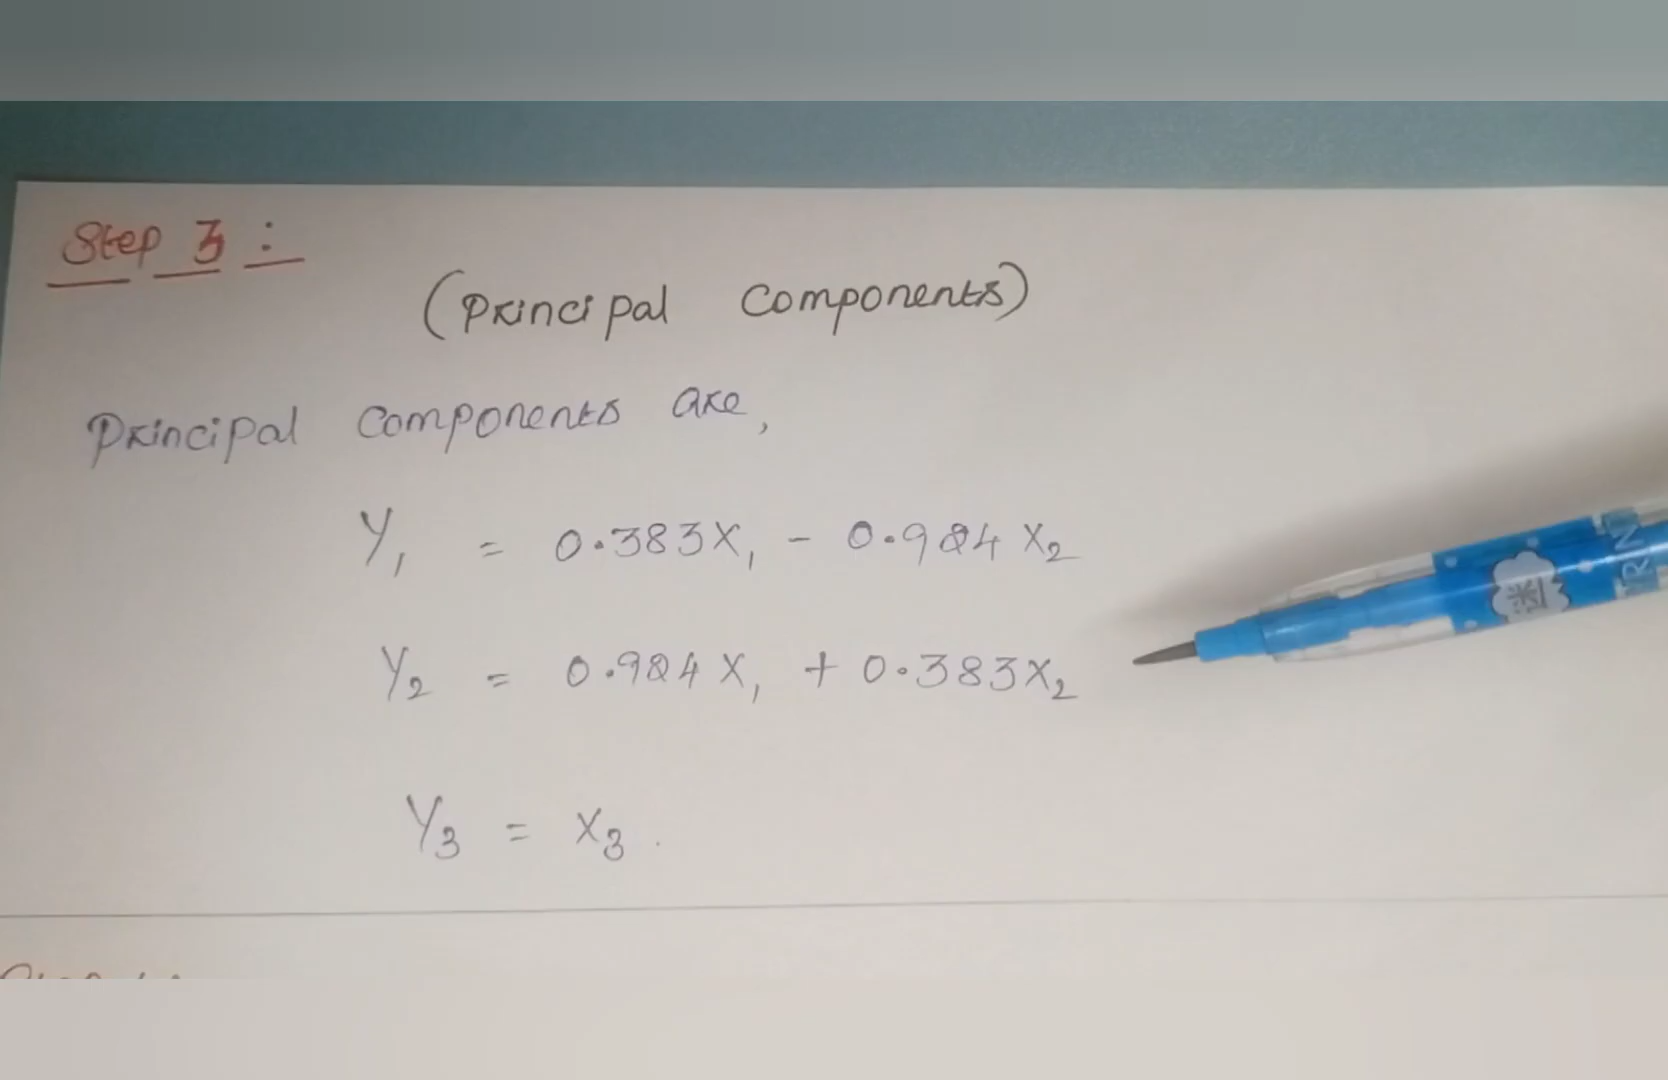 Step 3 :
(Principal Components)
Principal Components are,
Y₁ = 0.383X₁ - 0.924 X₂
Y₂ = 0.924 X₁ + 0.383X₂
Y₃ = X₃.